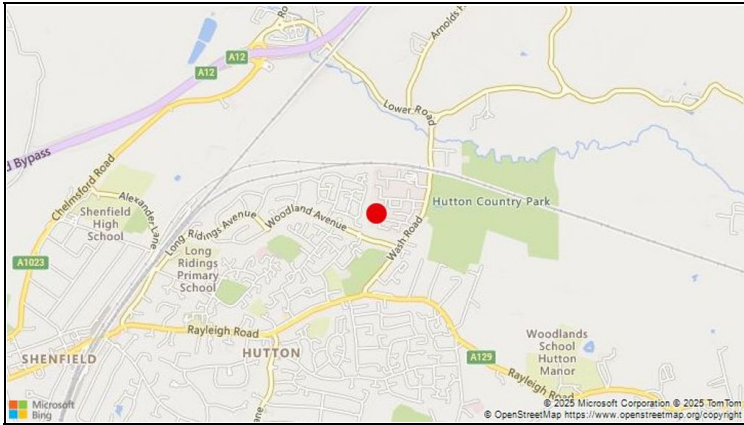 A12
A12
Arnolds
Lower Road
d Bypass
Chelmsford Road
Alexander Lane
Shenfield
High
School
Long Ridings Avenue
Woodland Avenue
Hutton Country Park
Wash Road
A1023
Long
Ridings
Primary
School
Rayleigh Road
SHENFIELD
HUTTON
A129
Woodlands
School
Hutton
Manor
Rayleigh Road
ane
Microsoft
Bing
© 2025 Microsoft Corporation © 2025 TomTom
© OpenStreetMap https://www.openstreetmap.org/copyright